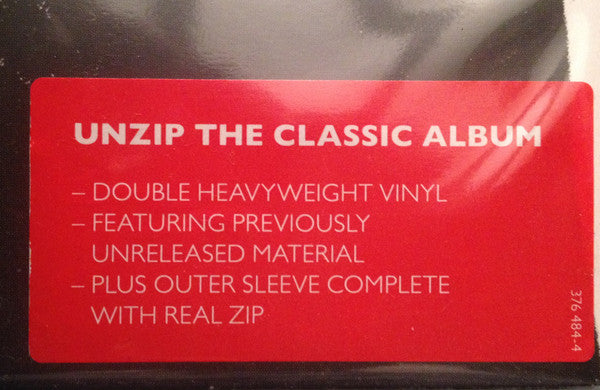 UNZIP THE CLASSIC ALBUM
– DOUBLE HEAVYWEIGHT VINYL
– FEATURING PREVIOUSLY
UNRELEASED MATERIAL
– PLUS OUTER SLEEVE COMPLETE
WITH REAL ZIP
376 484-4